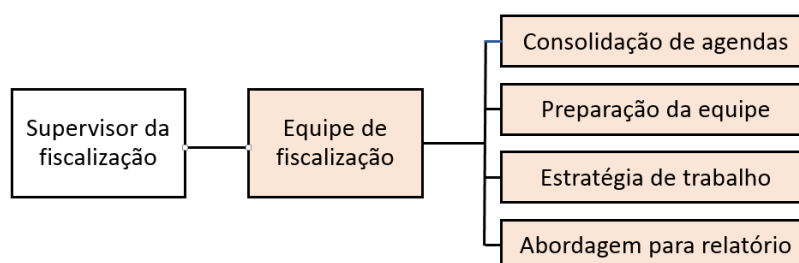 Supervisor da
fiscalização
Equipe de
fiscalização
Consolidação de agendas
Preparação da equipe
Estratégia de trabalho
Abordagem para relatório